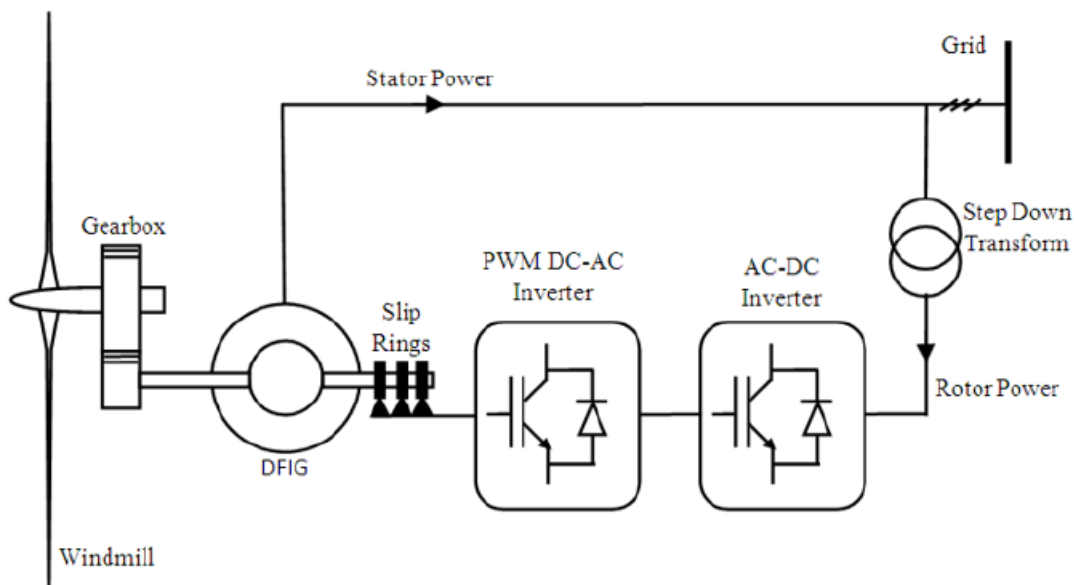 Grid
Stator Power
Gearbox
Step Down
Transform
PWM DC-AC
Inverter
AC-DC
Inverter
Slip
Rings
Rotor Power
DFIG
Windmill